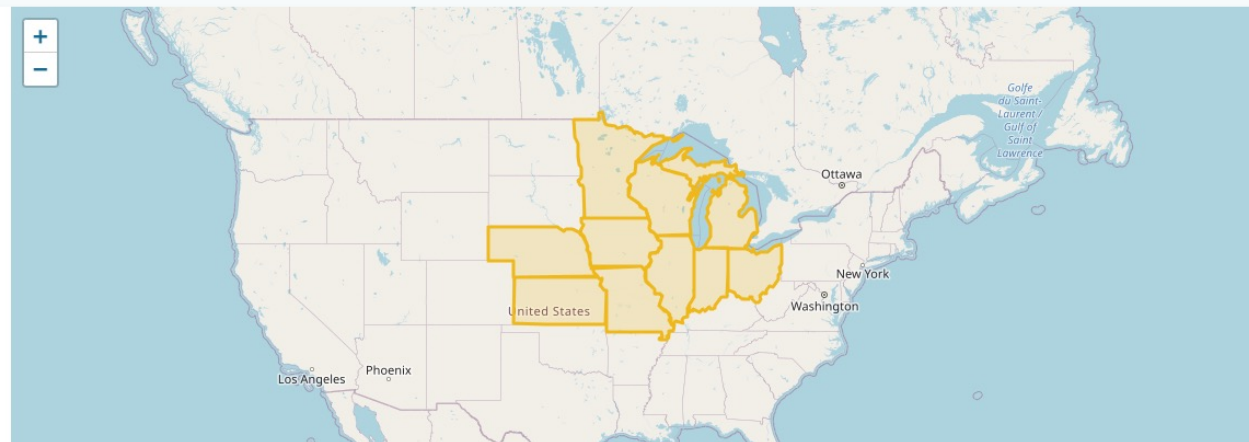 +
−
Golfe
du Saint-
Laurent /
Gulf of
Saint
Lawrence
Ottawa
New York
Washington
United States
Los Angeles
Phoenix